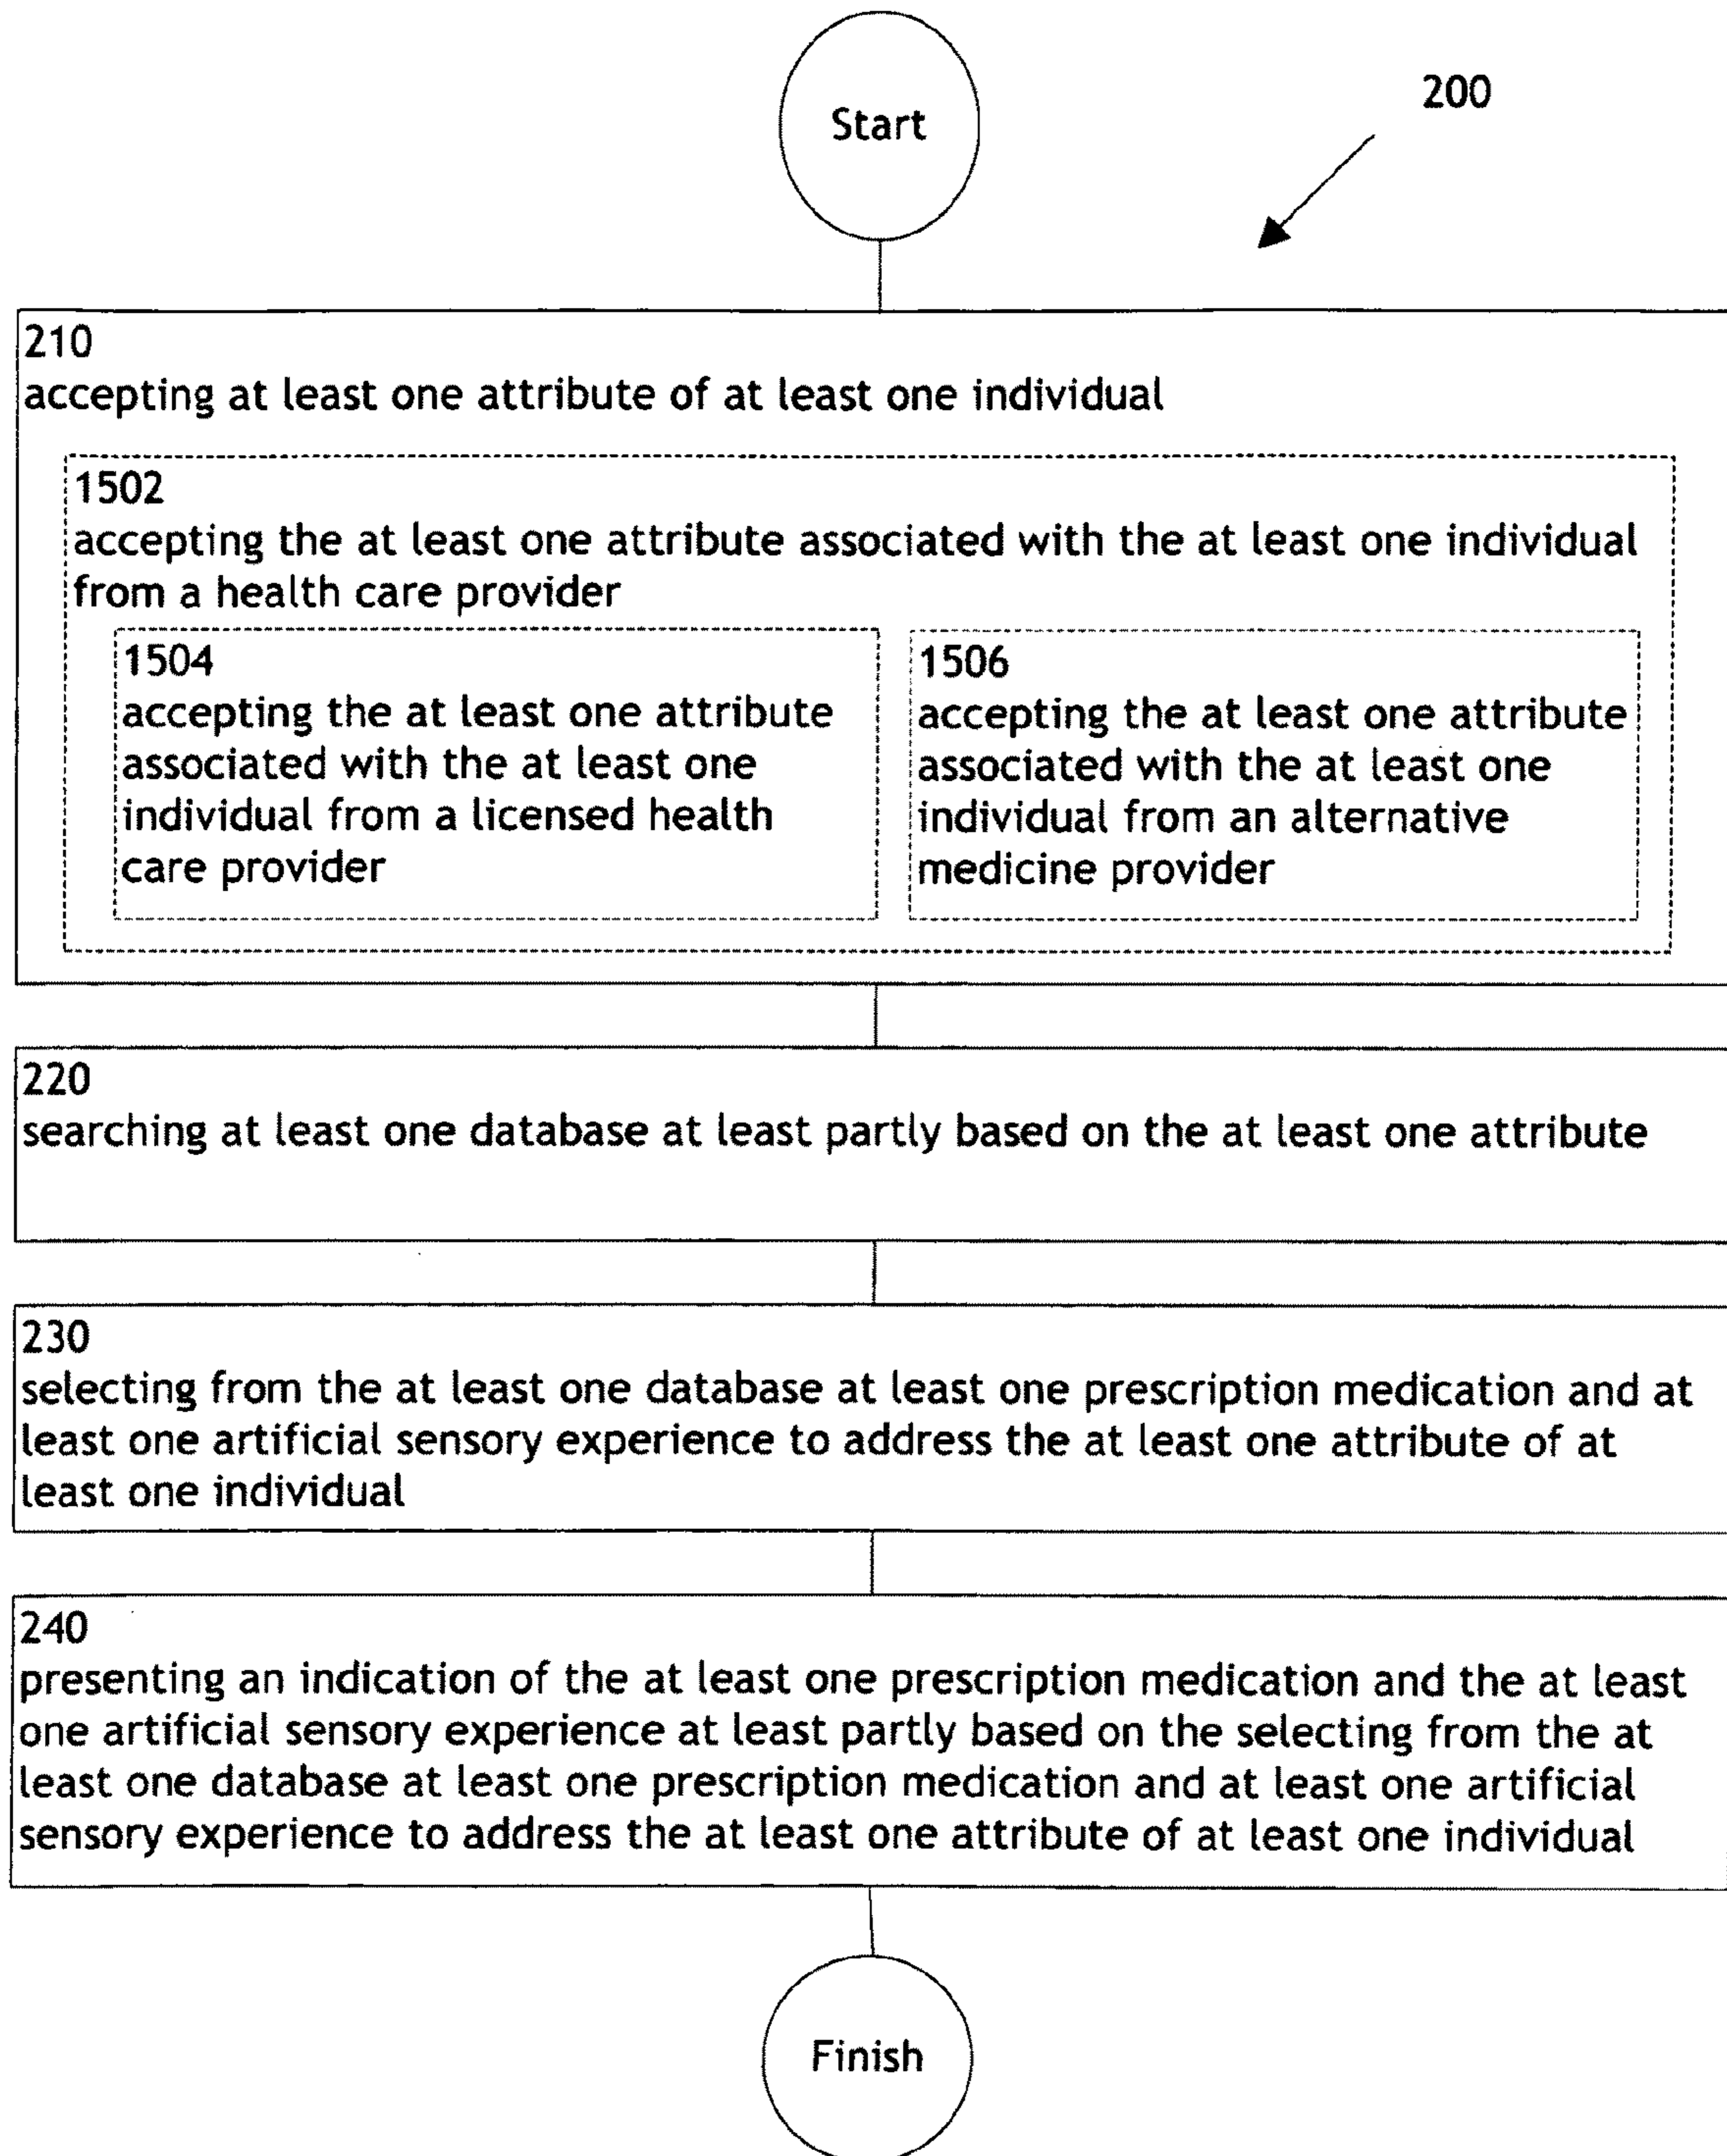 Start
200
210
accepting at least one attribute of at least one individual
1502
accepting the at least one attribute associated with the at least one individual
from a health care provider
1504
accepting the at least one attribute
associated with the at least one
individual from a licensed health
care provider
1506
accepting the at least one attribute
associated with the at least one
individual from an alternative
medicine provider
220
searching at least one database at least partly based on the at least one attribute
230
selecting from the at least one database at least one prescription medication and at
least one artificial sensory experience to address the at least one attribute of at
least one individual
240
presenting an indication of the at least one prescription medication and the at least
one artificial sensory experience at least partly based on the selecting from the at
least one database at least one prescription medication and at least one artificial
sensory experience to address the at least one attribute of at least one individual
Finish